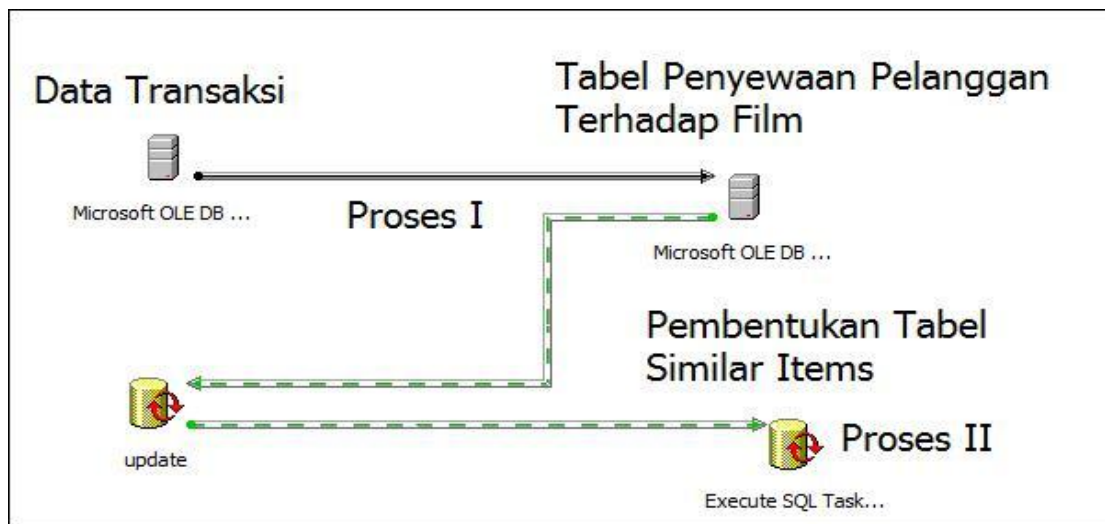 Data Transaksi
Tabel Penyewaan Pelanggan
Terhadap Film
Microsoft OLE DB ...
Proses I
Microsoft OLE DB ...
Pembentukan Tabel
Similar Items
update
Proses II
Execute SQL Task...